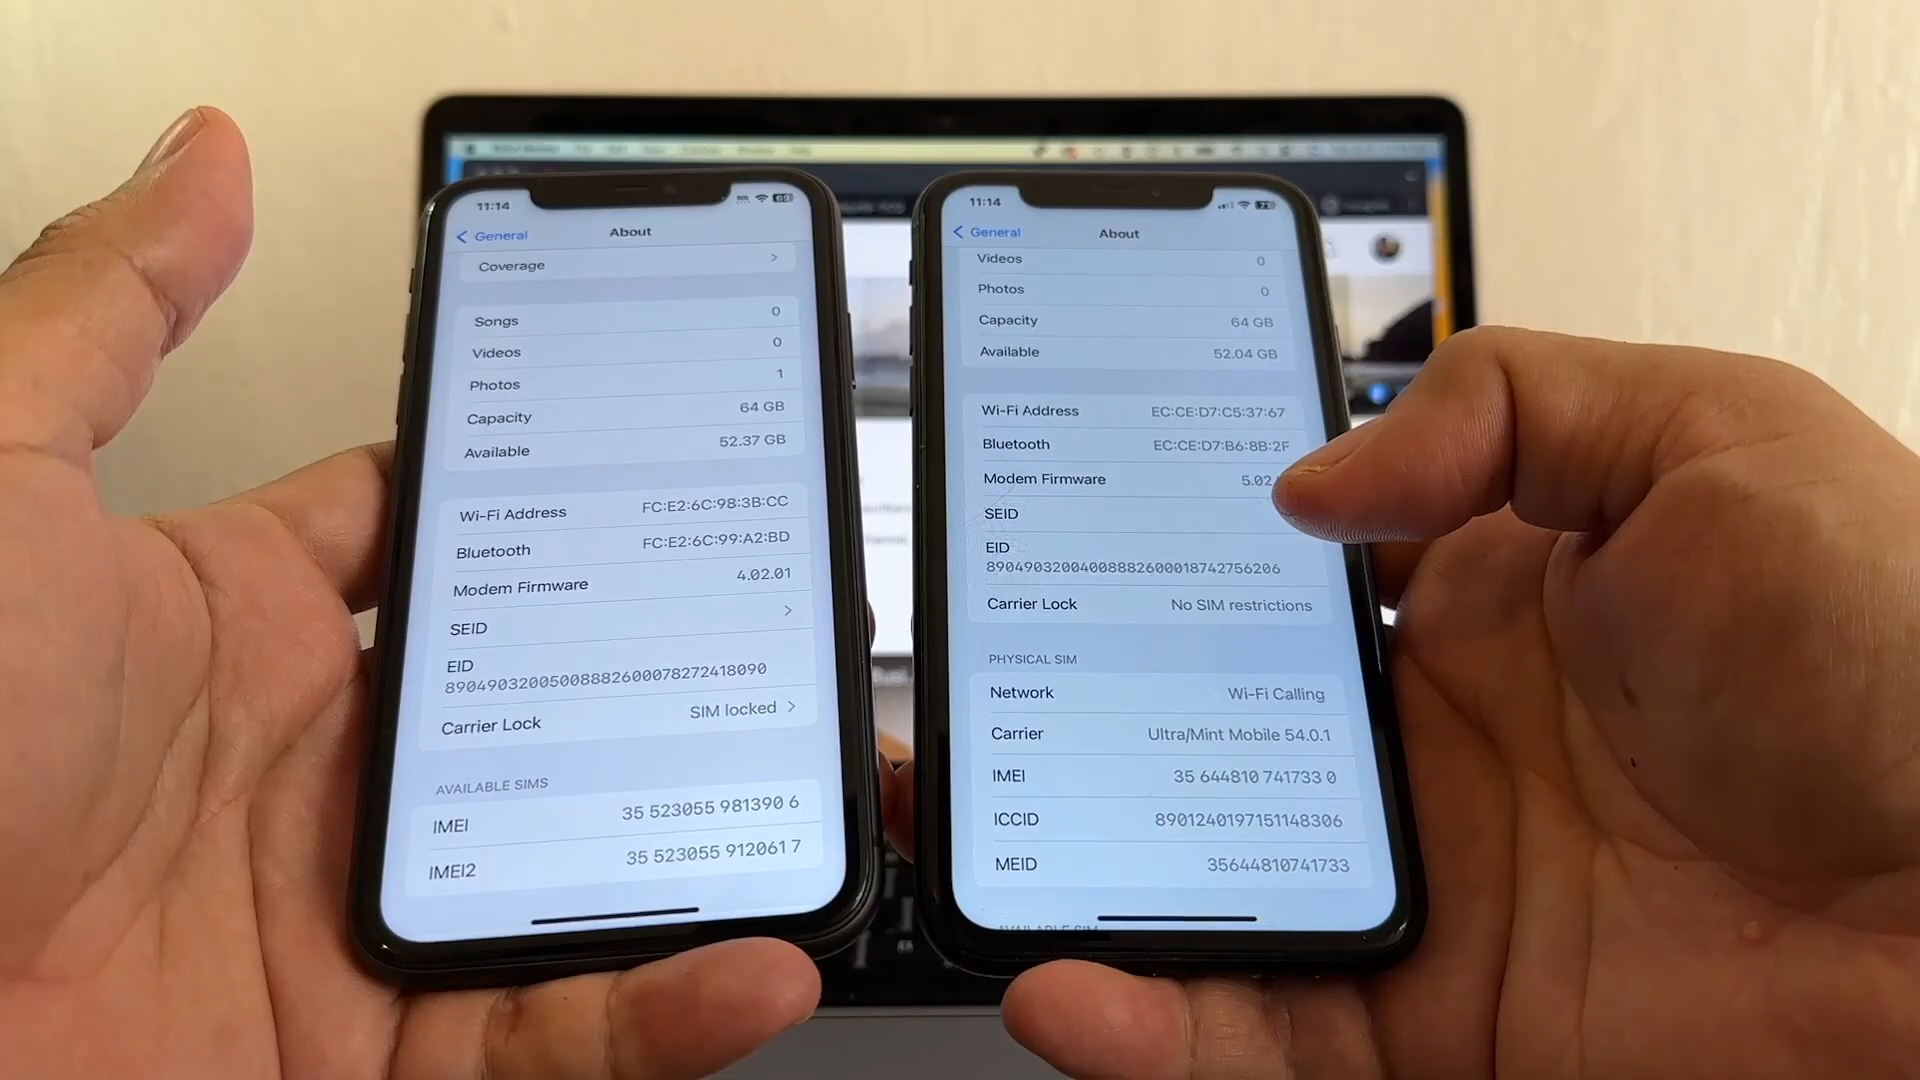 11:14
General
About
Coverage
Songs 0
Videos 0
Photos 1
Capacity 64 GB
Available 52.37 GB
Wi-Fi Address FC:E2:6C:98:3B:CC
Bluetooth FC:E2:6C:99:A2:BD
Modem Firmware 4.02.01
SEID
EID
89049032005008882600078272418090
Carrier Lock SIM locked
AVAILABLE SIMS
IMEI 35 523055 981390 6
IMEI2 35 523055 912061 7
11:14
General
About
Videos 0
Photos 0
Capacity 64 GB
Available 52.04 GB
Wi-Fi Address EC:CE:D7:C5:37:67
Bluetooth EC:CE:D7:B6:8B:2F
Modem Firmware 5.02
SEID
EID
89049032004008882600018742756206
Carrier Lock No SIM restrictions
PHYSICAL SIM
Network Wi-Fi Calling
Carrier Ultra/Mint Mobile 54.0.1
IMEI 35 644810 741733 0
ICCID 8901240197151148306
MEID 35644810741733
AVAILABLE SIM